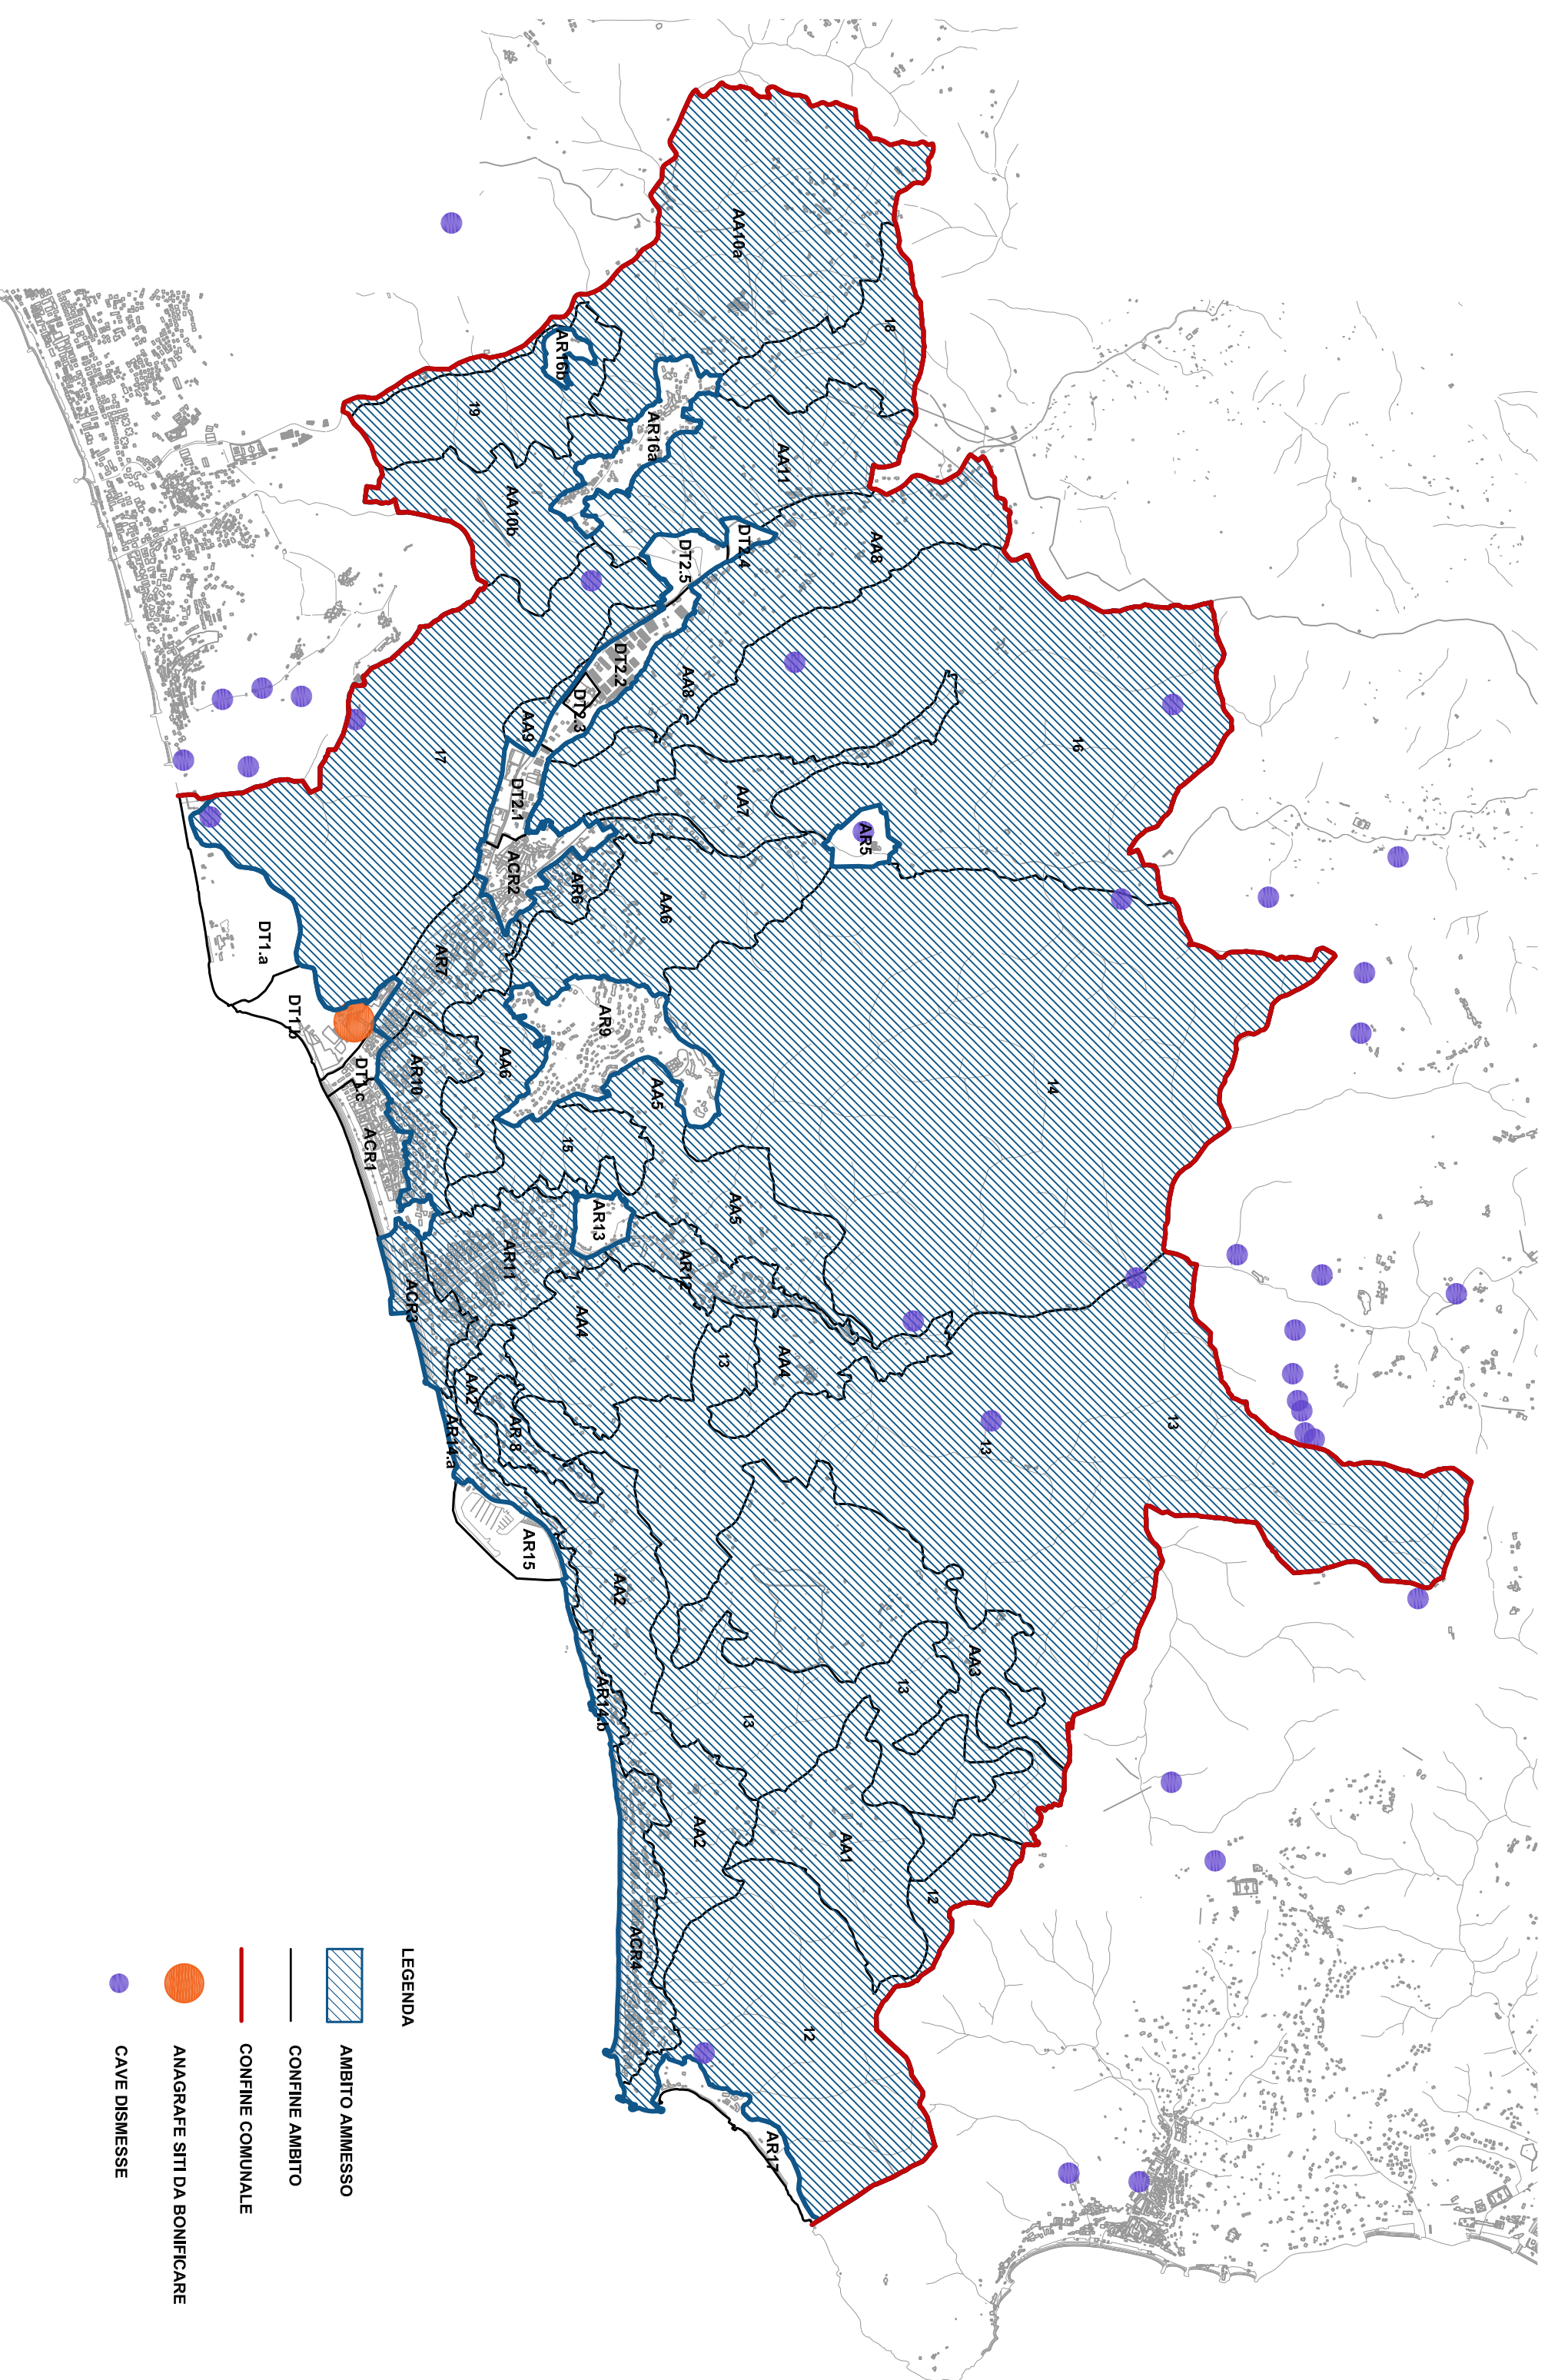 AA10a
18
AR16b
19
AR16a
AA11
AA10b
DT2.4
DT2.5
AA8
DT2.2
AA8
DT2.3
AA9
17
16
DT2.1
AA7
AR5
ACR2
AR6
AA6
AR7
DT1.a
DT1.b
AR9
AA6
AR10
DT1.c
AA5
14
ACR1
15
AA5
AR13
AR11
AR12
ACR3
AA4
13
AA4
AA2
AR 8
AR14.a
13
13
AR15
AA2
AR14.b
AA3
13
13
AA2
AA1
12
ACR4
12
AR17
LEGENDA
AMBITO AMMESSO
CONFINE AMBITO
CONFINE COMUNALE
ANAGRAFE SITI DA BONIFICARE
CAVE DISMESSE